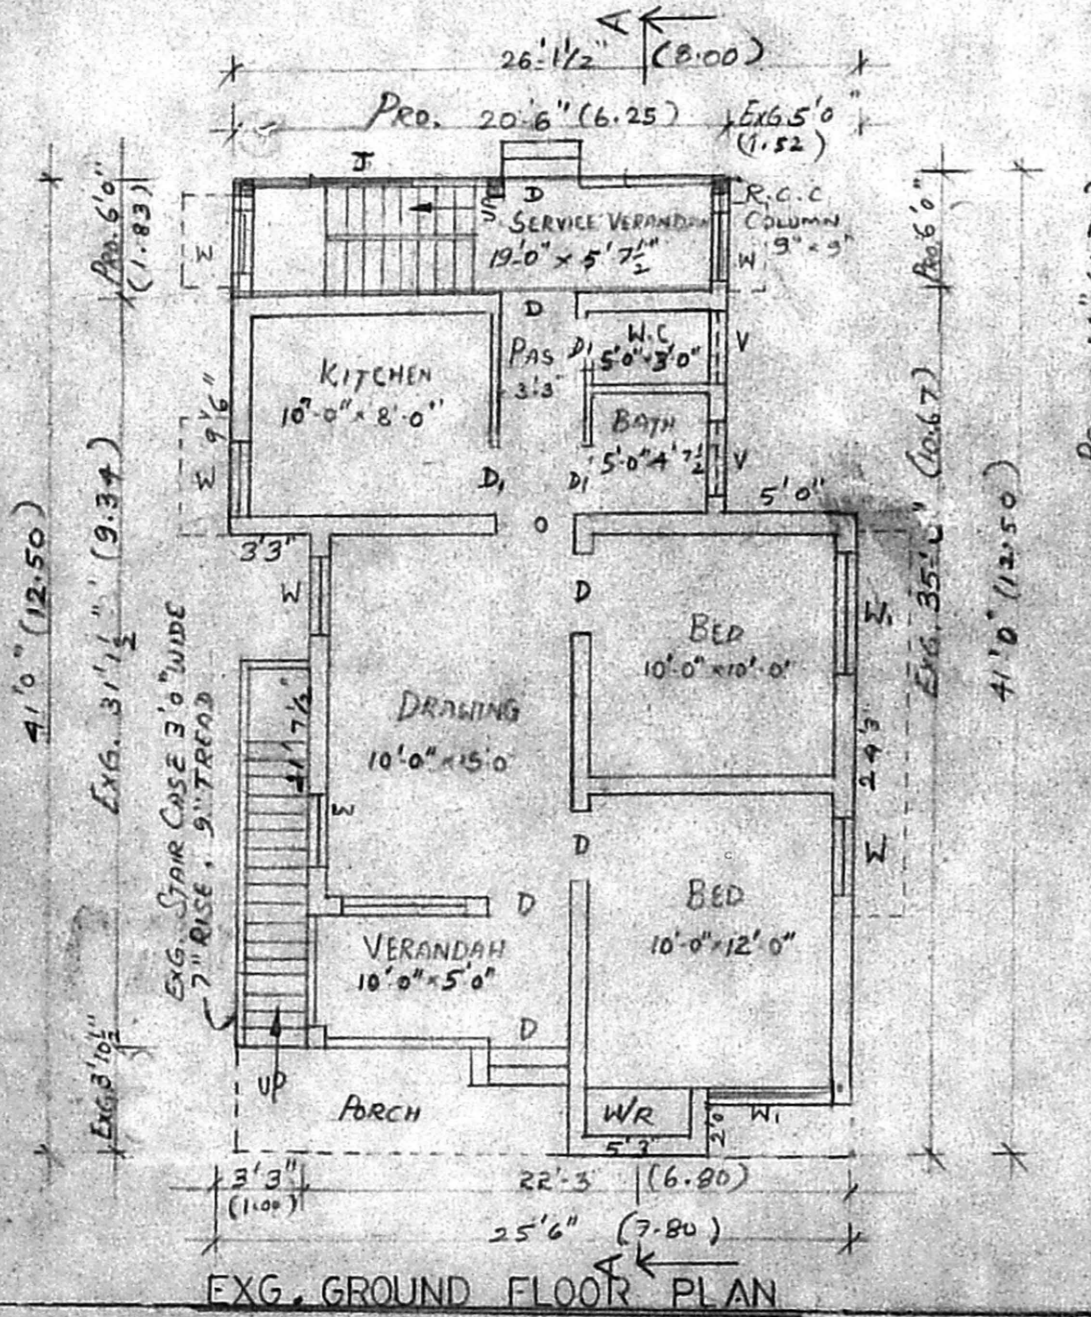 A
26'-1 1/2" (8.00)
PRO. 20'6" (6.25)
EXG. 5'0"
(1.52)
J
D
UP
SERVICE VERANDAH
19'-0" × 5'7½"
R.C.C
COLUMN
9" × 9"
W
W
PRO. 6'0"
(1.83)
PRO. 6'0"
D
PAS
3'3"
D1
W.C
5'0" × 3'0"
V
KITCHEN
10'-0" × 8'-0"
9'6"
W
BATH
5'-0" 4'7½"
V
D1
D1
5'0"
O
3'3"
W
D
BED
10'-0" × 10'-0"
W1
DRAWING
10'-0" × 15'0"
W
D
24'3"
W
BED
10'-0" × 12'-0"
D
VERANDAH
10'-0" × 5'0"
D
EXG. STAIR CASE 3'0" WIDE
7" RISE, 9" TREAD
41'0" (12.50)
EXG. 31'1½" (9.34)
EXG. 3'10½"
EXG. 35'-0" (10.67)
41'0" (12.50)
UP
PORCH
W/R
5'3"
2'0
W1
3'3"
(1.00)
22'-3 (6.80)
25'6" (7.80)
A
EXG. GROUND FLOOR PLAN